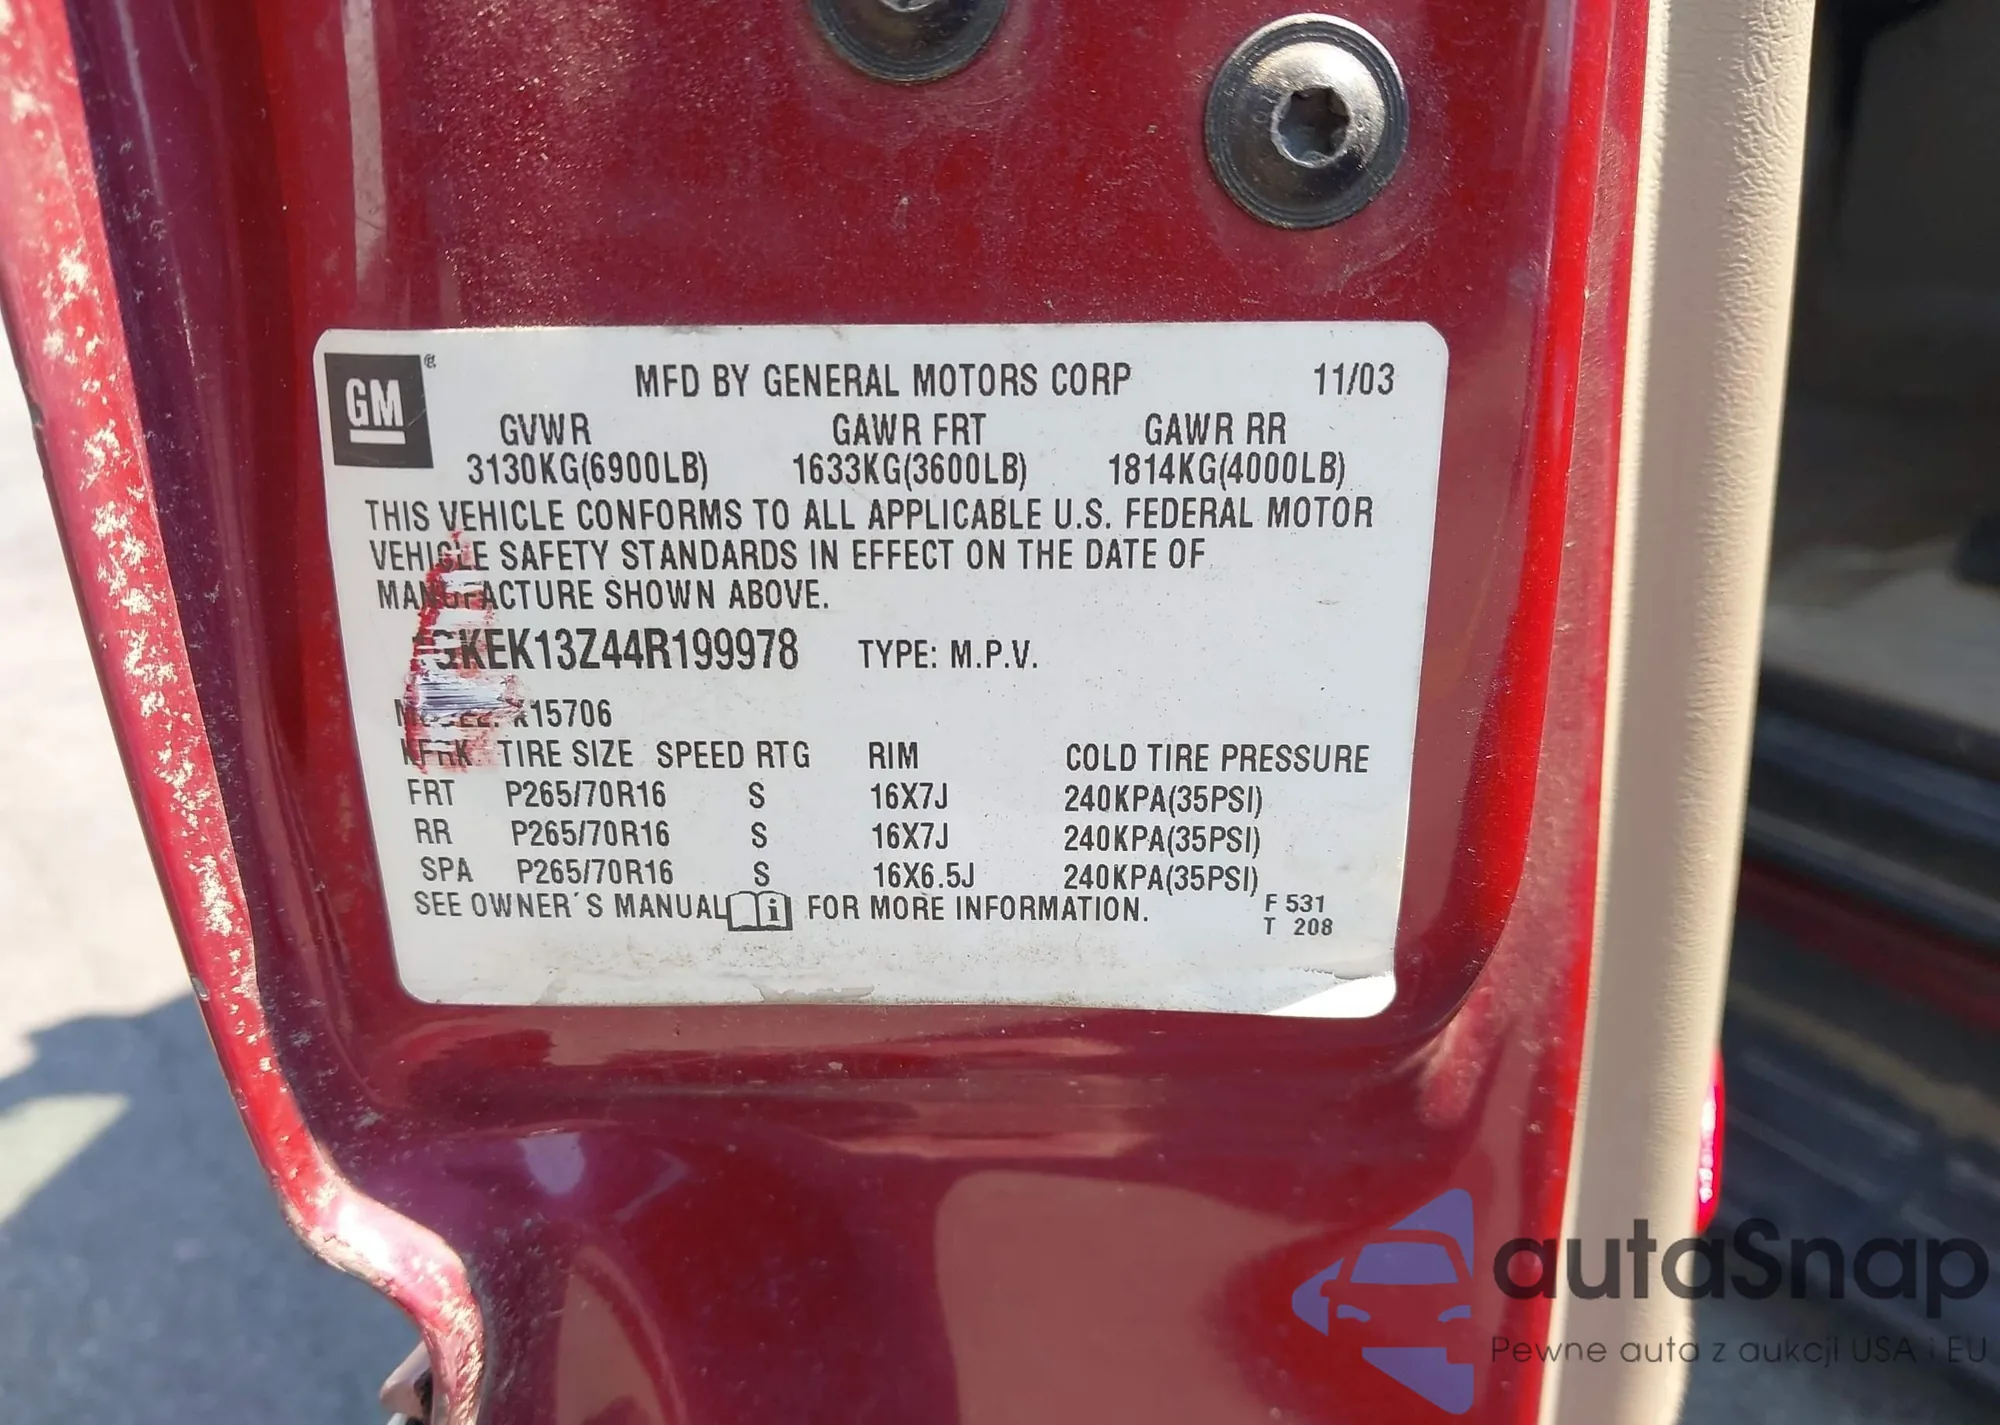 GM
MFD BY GENERAL MOTORS CORP 11/03
GVWR GAWR FRT GAWR RR
3130KG(6900LB) 1633KG(3600LB) 1814KG(4000LB)
THIS VEHICLE CONFORMS TO ALL APPLICABLE U.S. FEDERAL MOTOR
VEHICLE SAFETY STANDARDS IN EFFECT ON THE DATE OF
MANUFACTURE SHOWN ABOVE.
1GKEK13Z44R199978 TYPE: M.P.V.
MODEL: K15706
TIRE SIZE SPEED RTG RIM COLD TIRE PRESSURE
FRT P265/70R16 S 16X7J 240KPA(35PSI)
RR P265/70R16 S 16X7J 240KPA(35PSI)
SPA P265/70R16 S 16X6.5J 240KPA(35PSI)
SEE OWNER´S MANUAL FOR MORE INFORMATION.
F 531
T 208
autaSnap
Pewne auta z aukcji USA i EU